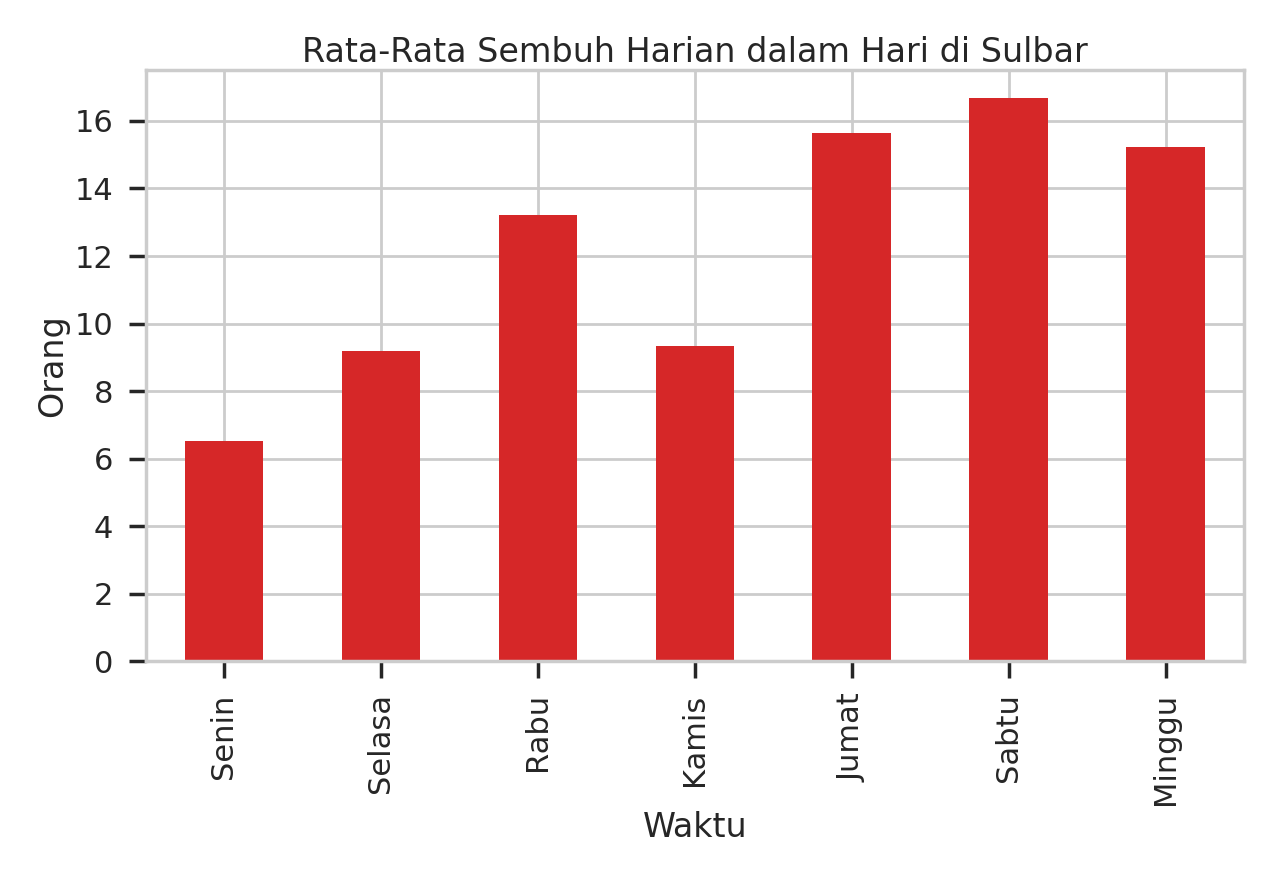 Rata-Rata Sembuh Harian dalam Hari di Sulbar
Orang
16
14
12
10
8
6
4
2
0
Senin
Selasa
Rabu
Kamis
Jumat
Sabtu
Minggu
Waktu